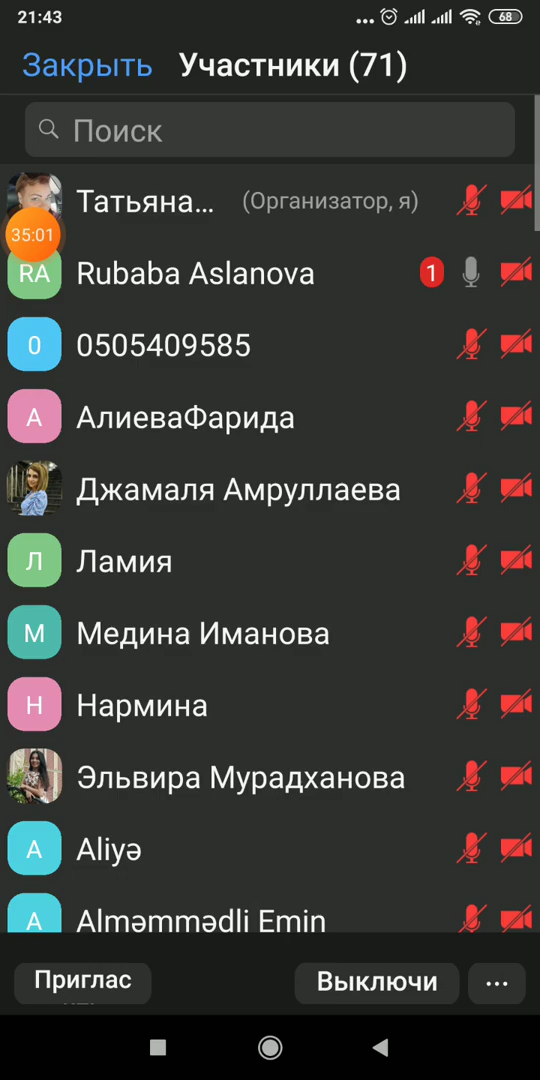 21:43
68
Закрыть Участники (71)
Поиск
Татьяна... (Организатор, я)
35:01
RA Rubaba Aslanova 1
0 0505409585
А АлиеваФарида
Джамаля Амруллаева
Л Ламия
М Медина Иманова
Н Нармина
Эльвира Мурадханова
A Aliyə
A Alməmmədli Emin
Приглас Выключи ...